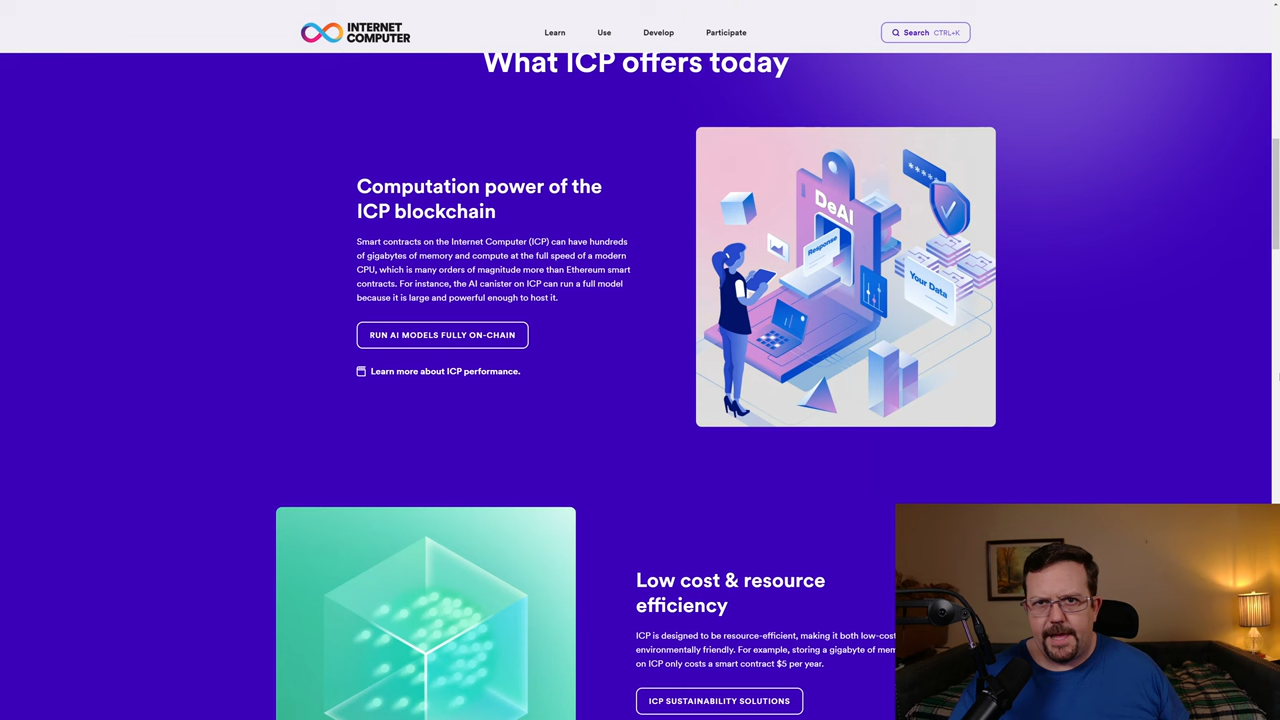 INTERNET
COMPUTER
Learn
Use
Develop
Participate
Search CTRL+K
What ICP offers today
Computation power of the
ICP blockchain
Smart contracts on the Internet Computer (ICP) can have hundreds
of gigabytes of memory and compute at the full speed of a modern
CPU, which is many orders of magnitude more than Ethereum smart
contracts. For instance, the AI canister on ICP can run a full model
because it is large and powerful enough to host it.
RUN AI MODELS FULLY ON-CHAIN
Learn more about ICP performance.
DeAI
Response
****
Your Data
Low cost & resource
efficiency
ICP is designed to be resource-efficient, making it both low-cost
environmentally friendly. For example, storing a gigabyte of mem
on ICP only costs a smart contract $5 per year.
ICP SUSTAINABILITY SOLUTIONS